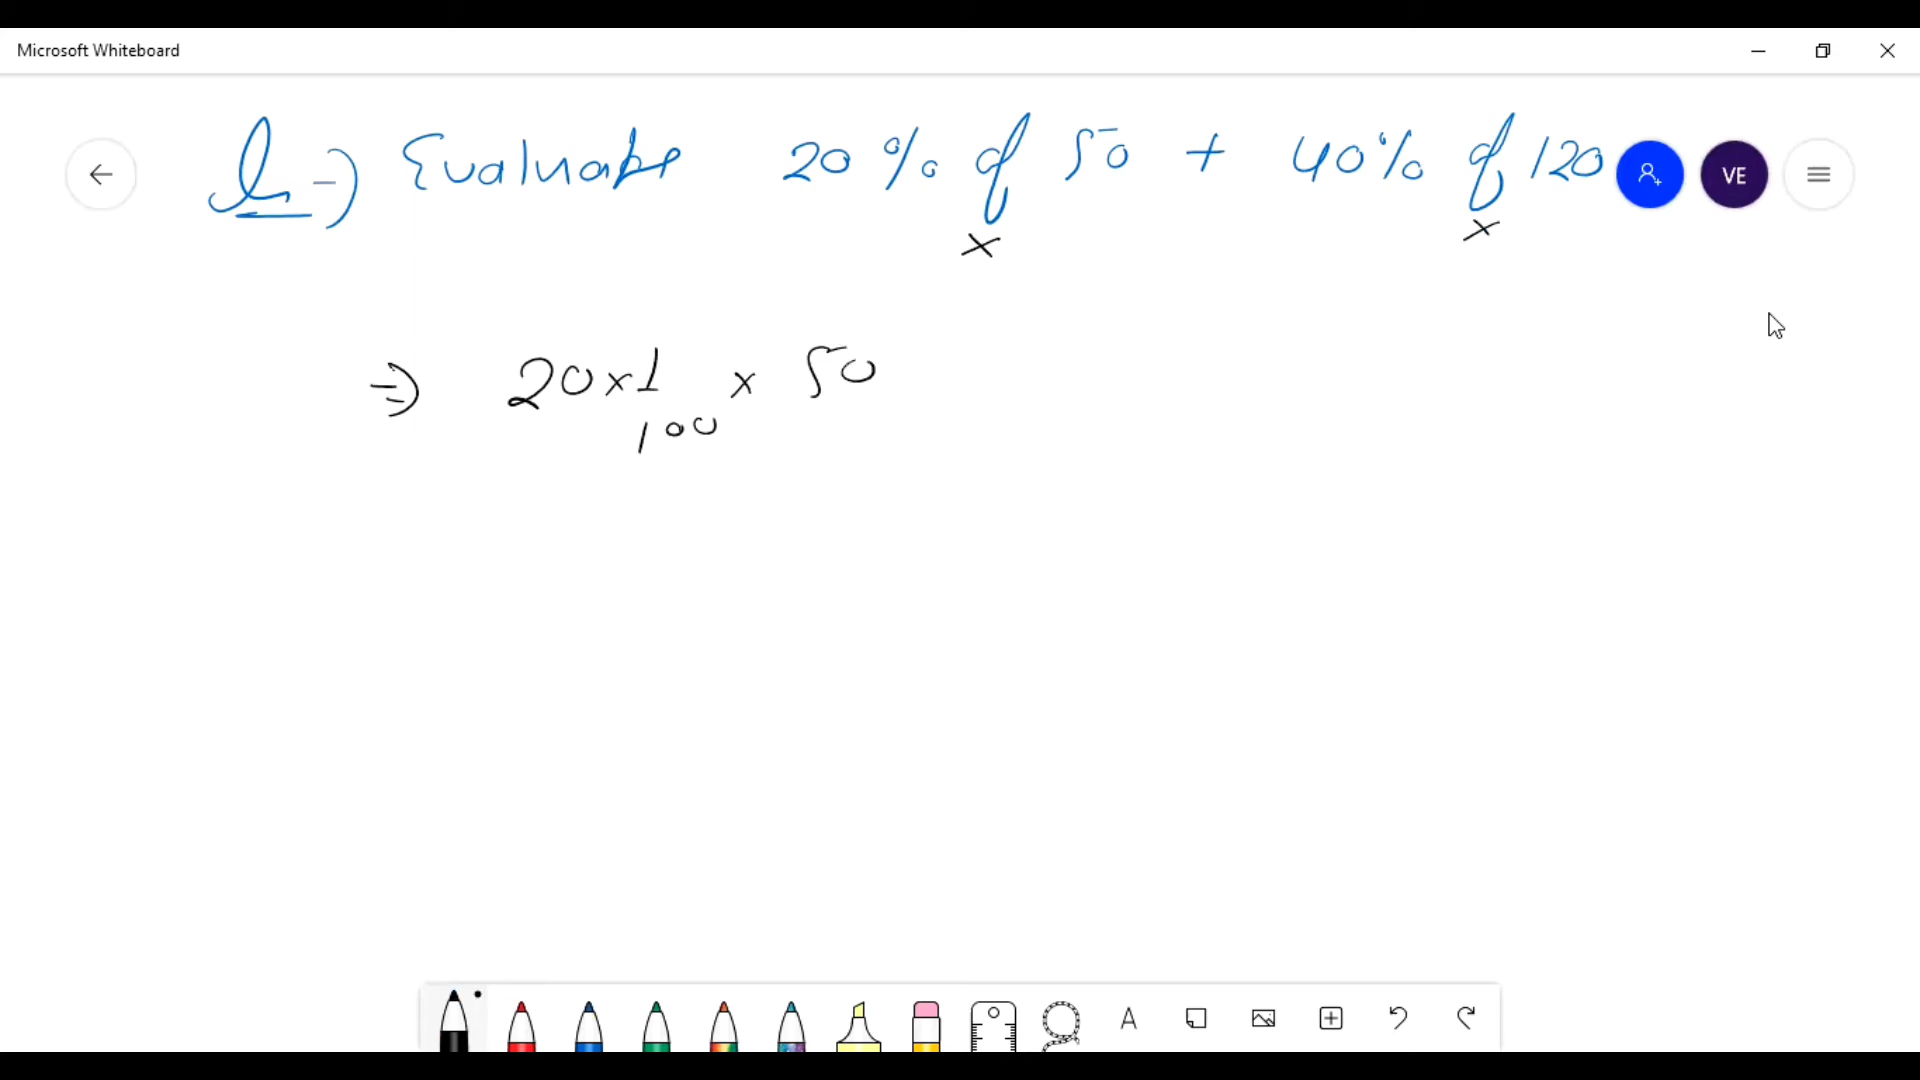 Microsoft Whiteboard
Evaluate 20% of 50 + 40% of 120
VE
x x
⇒ 20 x 1 x 50
100
A